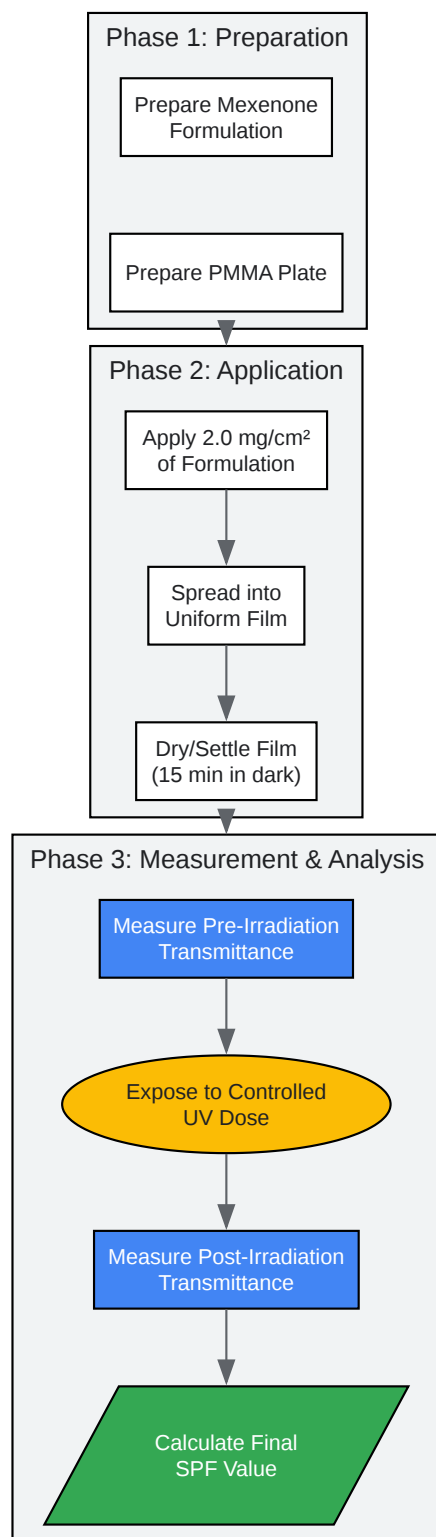 Phase 1: Preparation
Prepare Mexenone
Formulation
Prepare PMMA Plate
Phase 2: Application
Apply 2.0 mg/cm²
of Formulation
Spread into
Uniform Film
Dry/Settle Film
(15 min in dark)
Phase 3: Measurement & Analysis
Measure Pre-Irradiation
Transmittance
Expose to Controlled
UV Dose
Measure Post-Irradiation
Transmittance
Calculate Final
SPF Value